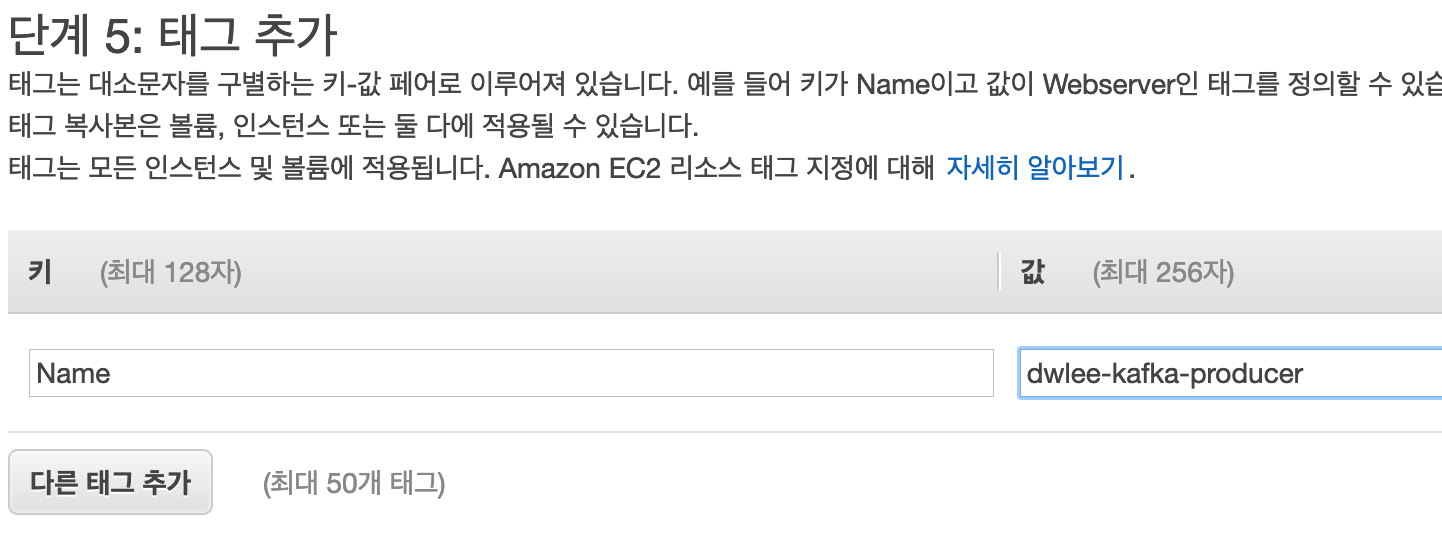 단계 5: 태그 추가
태그는 대소문자를 구별하는 키-값 페어로 이루어져 있습니다. 예를 들어 키가 Name이고 값이 Webserver인 태그를 정의할 수 있습
태그 복사본은 볼륨, 인스턴스 또는 둘 다에 적용될 수 있습니다.
태그는 모든 인스턴스 및 볼륨에 적용됩니다. Amazon EC2 리소스 태그 지정에 대해 자세히 알아보기.
키 (최대 128자) 값 (최대 256자)
Name dwlee-kafka-producer
다른 태그 추가 (최대 50개 태그)